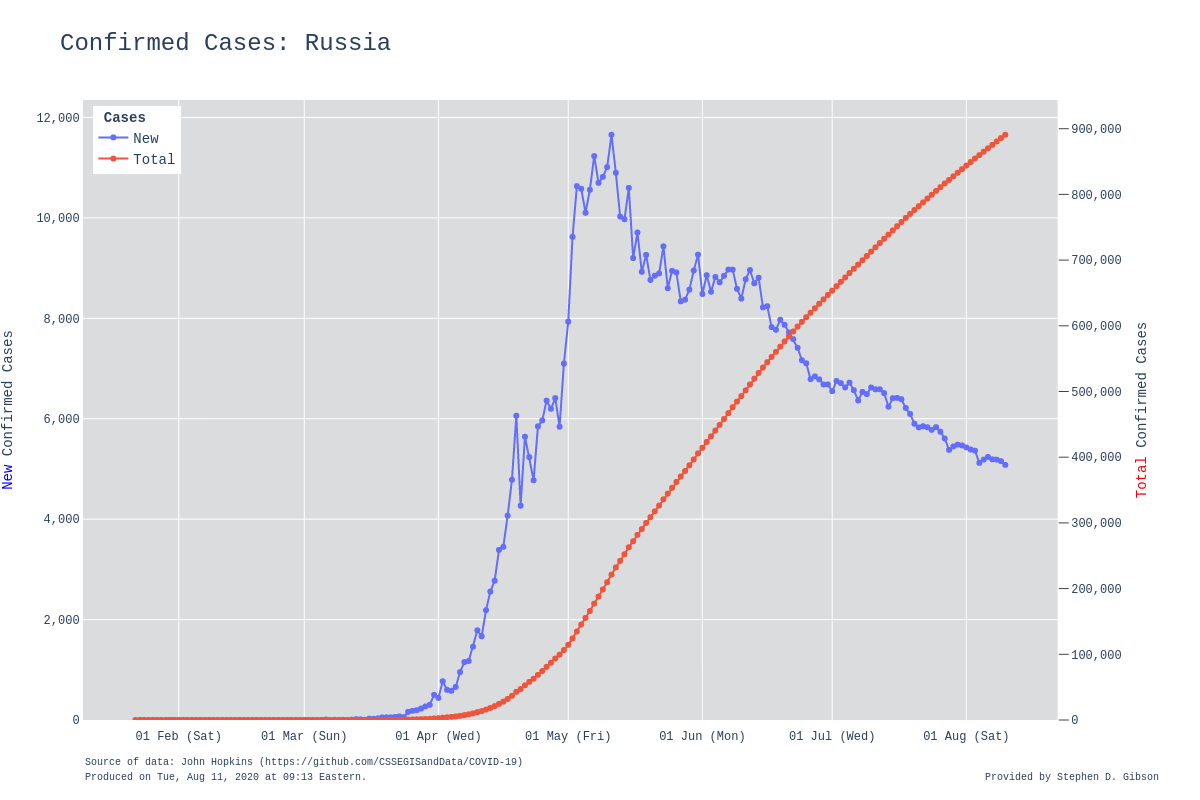 Confirmed Cases: Russia
Cases
New
Total
12,000
10,000
8,000
6,000
4,000
2,000
0
New Confirmed Cases
900,000
800,000
700,000
600,000
500,000
400,000
300,000
200,000
100,000
0
Total Confirmed Cases
01 Feb (Sat) 01 Mar (Sun) 01 Apr (Wed) 01 May (Fri) 01 Jun (Mon) 01 Jul (Wed) 01 Aug (Sat)
Source of data: John Hopkins (https://github.com/CSSEGISandData/COVID-19)
Produced on Tue, Aug 11, 2020 at 09:13 Eastern.
Provided by Stephen D. Gibson